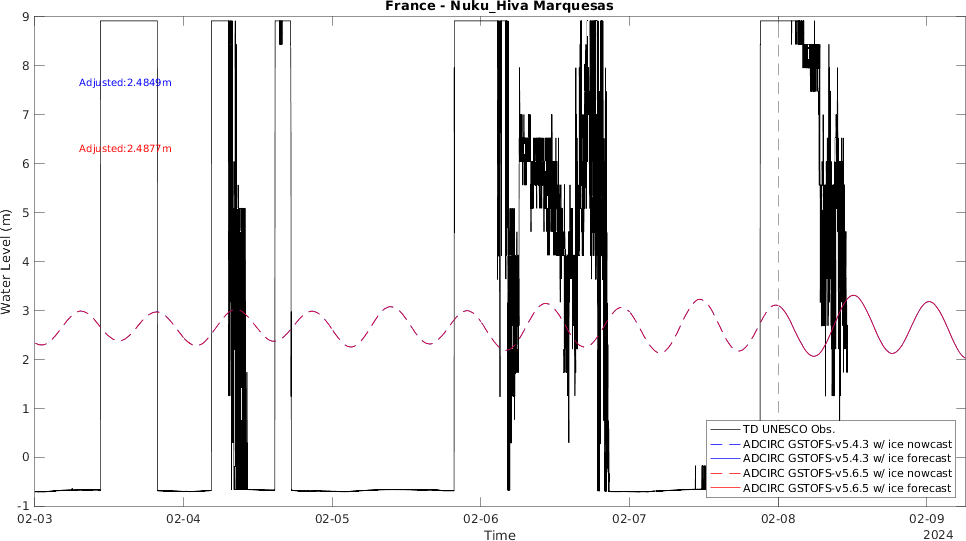 France - Nuku_Hiva Marquesas
9
8
7
6
5
4
3
2
1
0
-1
Water Level (m)
Adjusted:2.4849m
Adjusted:2.4877m
TD UNESCO Obs.
ADCIRC GSTOFS-v5.4.3 w/ ice nowcast
ADCIRC GSTOFS-v5.4.3 w/ ice forecast
ADCIRC GSTOFS-v5.6.5 w/ ice nowcast
ADCIRC GSTOFS-v5.6.5 w/ ice forecast
02-03 02-04 02-05 02-06 02-07 02-08 02-09
Time
2024